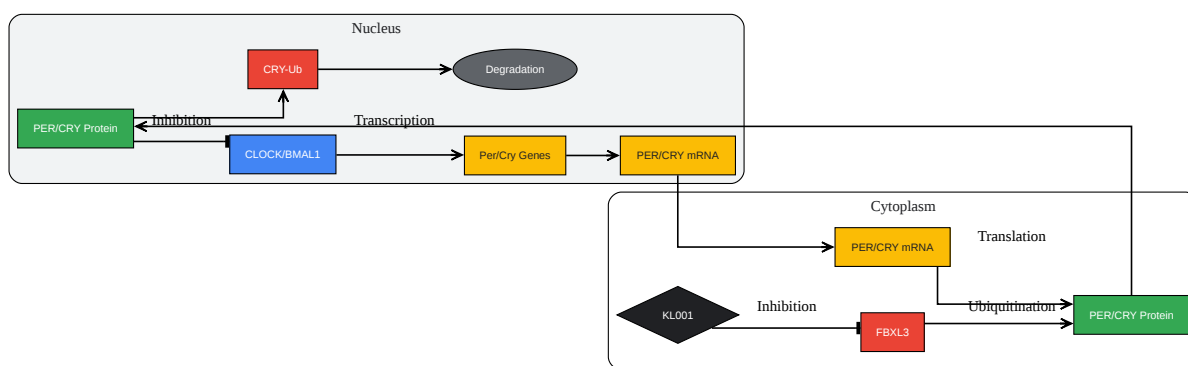 Nucleus
CRY-Ub
Degradation
PER/CRY Protein
Inhibition
Transcription
CLOCK/BMAL1
Per/Cry Genes
PER/CRY mRNA
Cytoplasm
PER/CRY mRNA
Translation
KL001
Inhibition
FBXL3
Ubiquitination
PER/CRY Protein